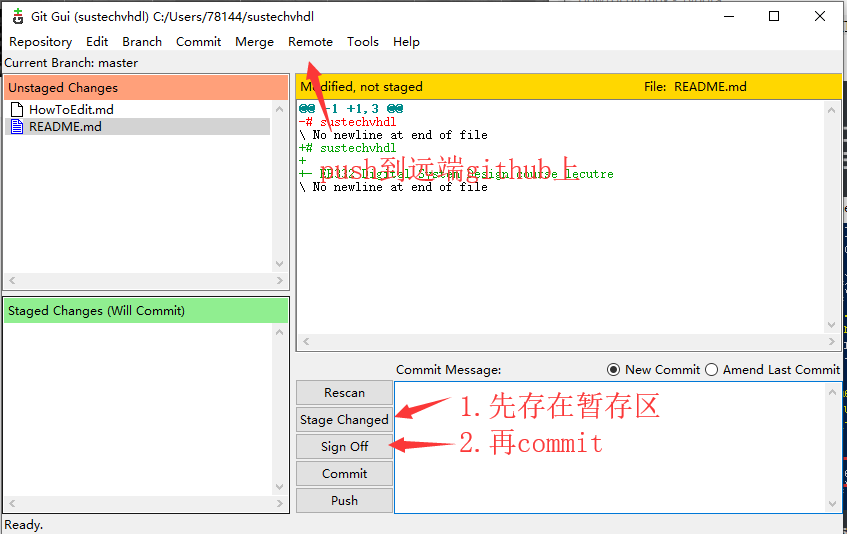 Git Gui (sustechvhdl) C:/Users/78144/sustechvhdl
Repository Edit Branch Commit Merge Remote Tools Help
Current Branch: master
Unstaged Changes
HowToEdit.md
README.md
Staged Changes (Will Commit)
Modified, not staged File: README.md
@@ -1 +1,3 @@
-# sustechvhdl
\ No newline at end of file
+# sustechvhdl
+
+- EE332 Digital System Design course lecutre
\ No newline at end of file
push到远端github上
Commit Message: New Commit Amend Last Commit
Rescan
Stage Changed
Sign Off
Commit
Push
1.先存在暂存区
2.再commit
Ready.